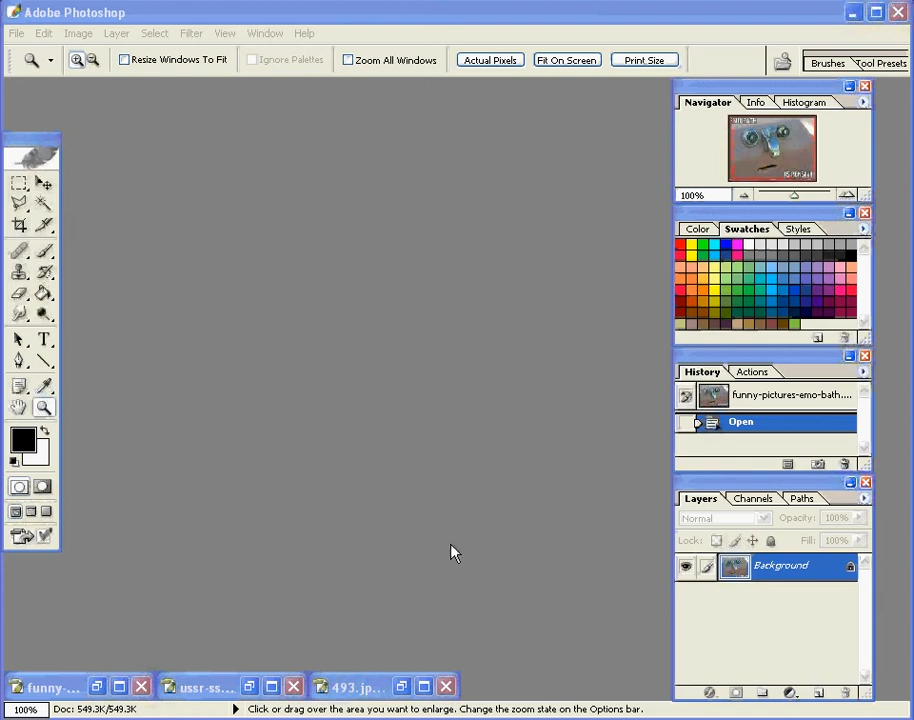 Adobe Photoshop
File Edit Image Layer Select Filter View Window Help
Resize Windows To Fit Ignore Palettes Zoom All Windows Actual Pixels Fit On Screen Print Size Brushes Tool Presets
Navigator Info Histogram
100%
Color Swatches Styles
History Actions
funny-pictures-emo-bath....
Open
Layers Channels Paths
Normal Opacity: 100%
Lock: Fill: 100%
Background
funny-... ussr-ss... 493.jp...
100% Doc: 549.3K/549.3K Click or drag over the area you want to enlarge. Change the zoom state on the Options bar.